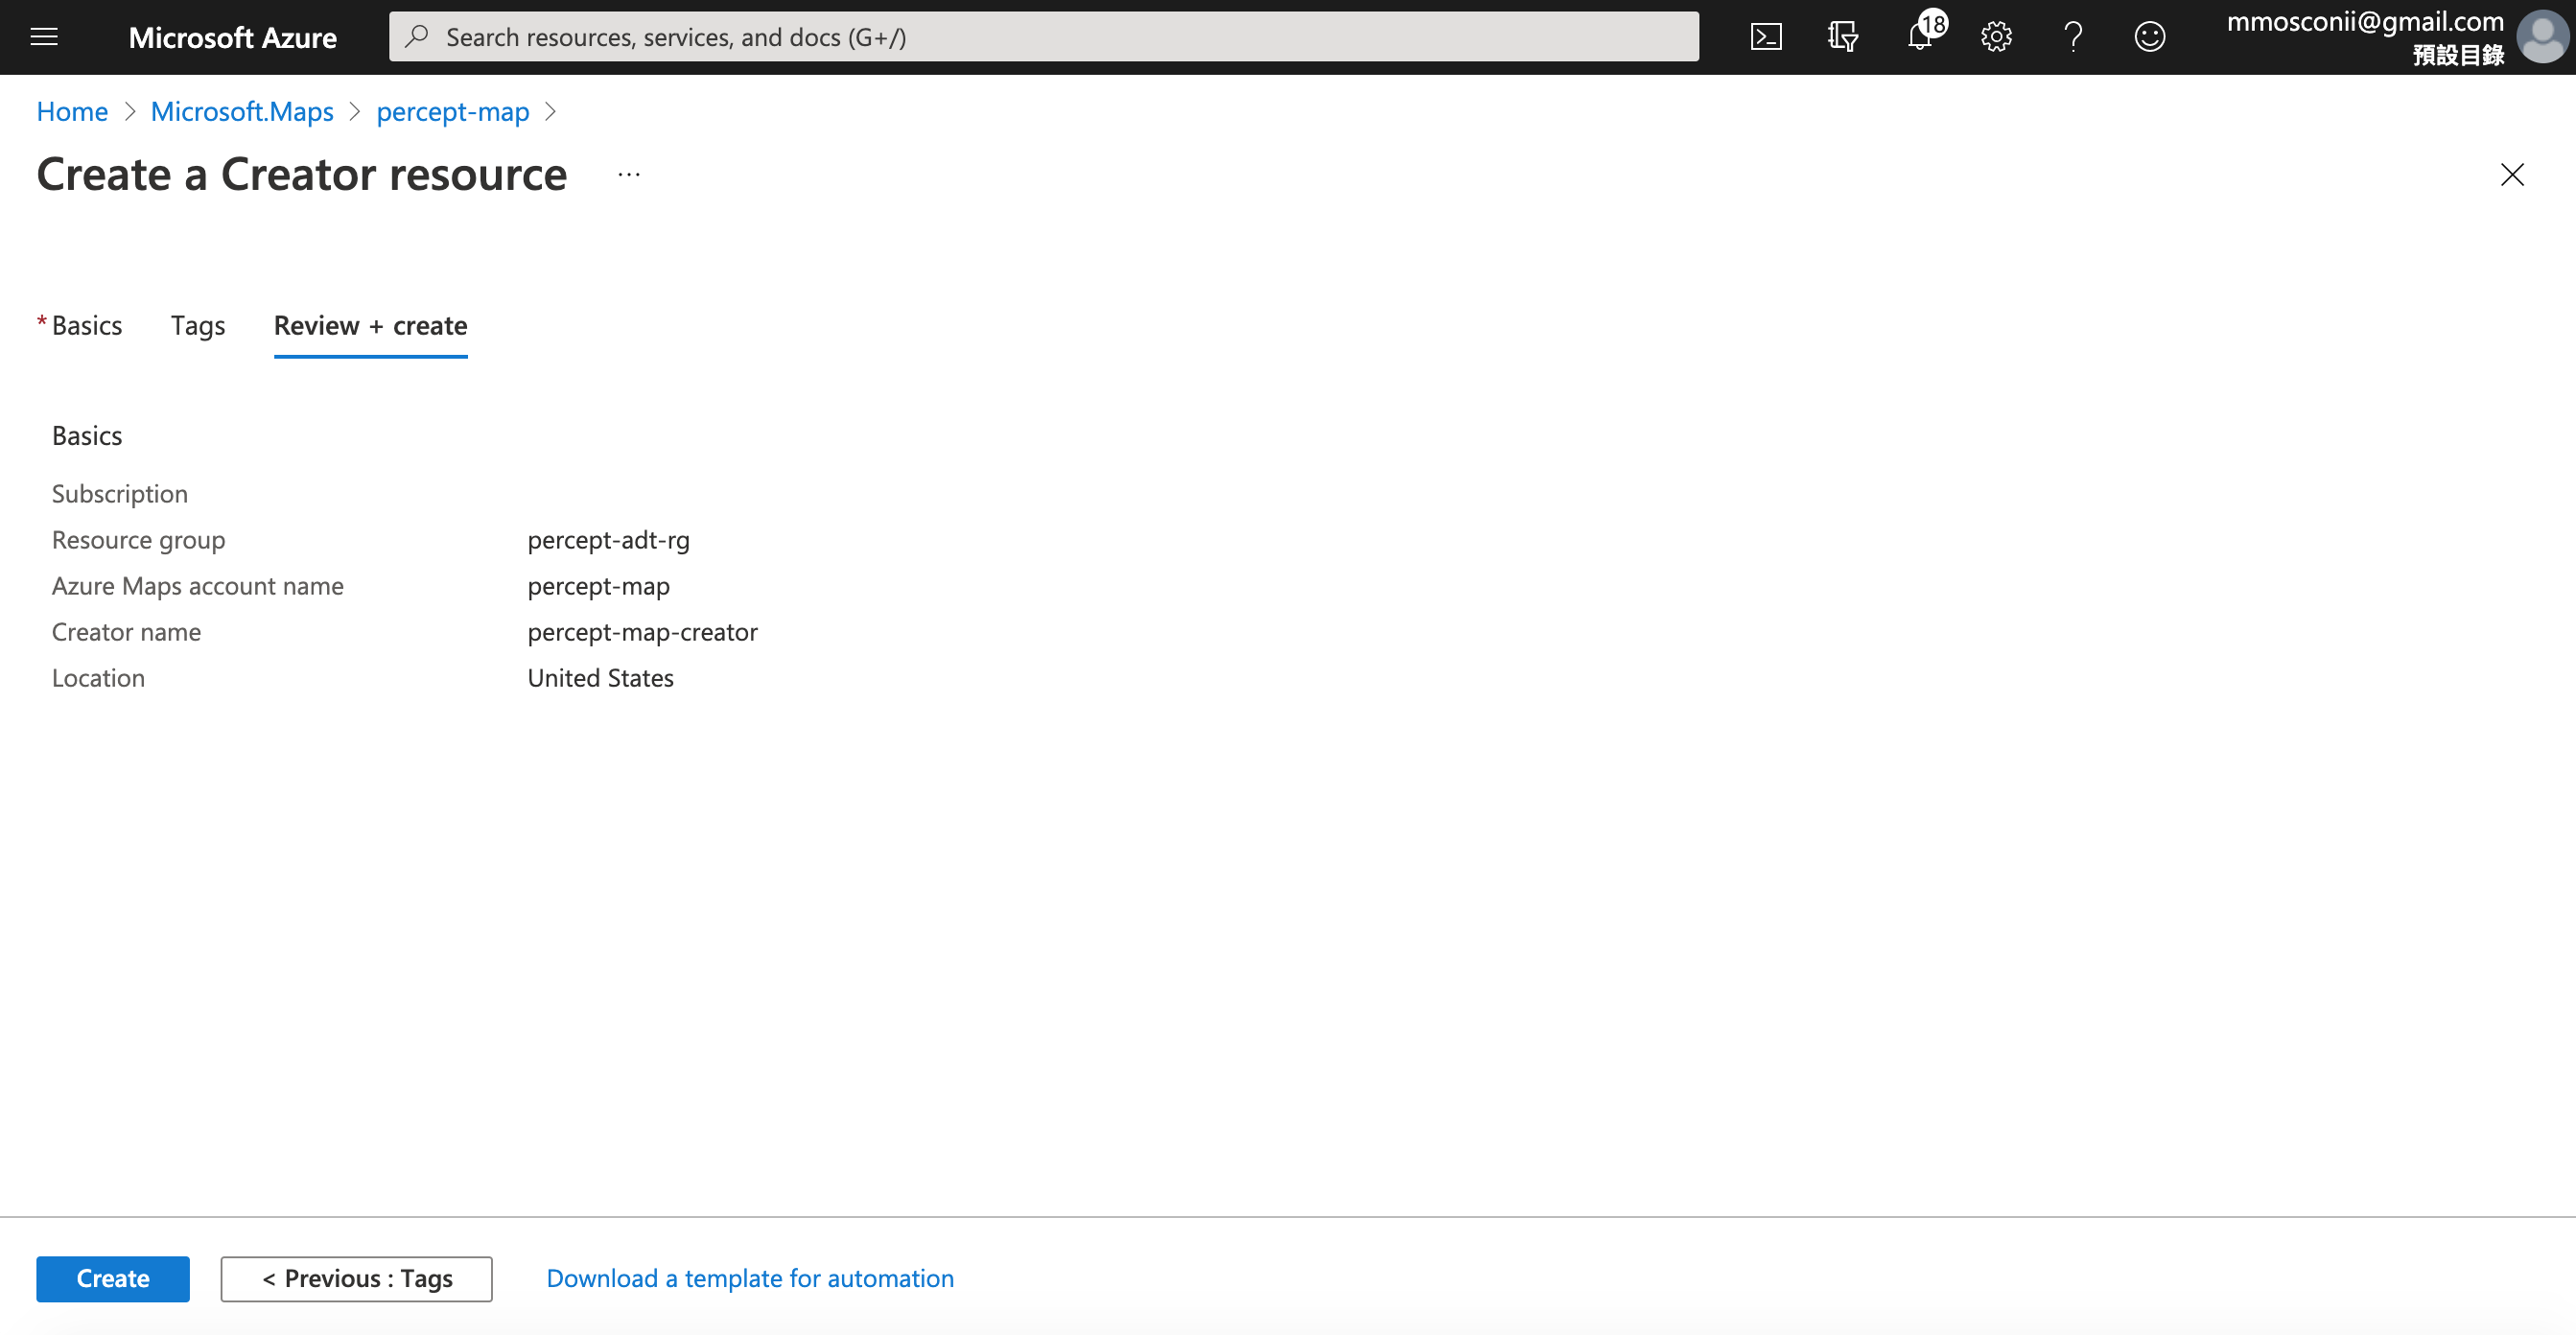 Microsoft Azure
Search resources, services, and docs (G+/)
18
mmosconii@gmail.com
預設目錄
Home > Microsoft.Maps > percept-map >
Create a Creator resource ...
* Basics Tags Review + create
Basics
Subscription
Resource group percept-adt-rg
Azure Maps account name percept-map
Creator name percept-map-creator
Location United States
Create < Previous : Tags Download a template for automation